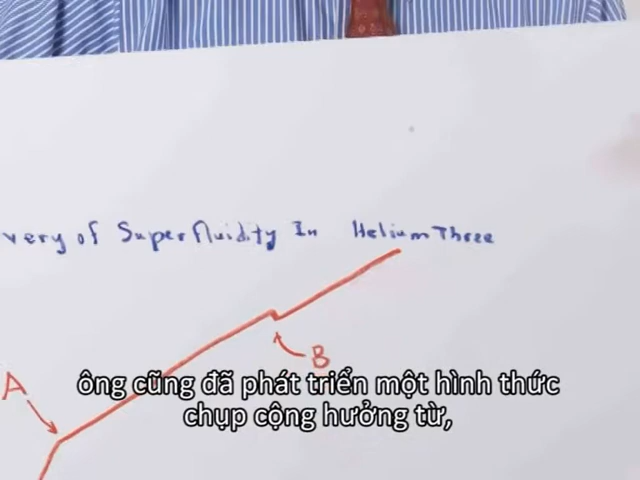 very of Superfluidity In Helium Three
B
A
ông cũng đã phát triển một hình thức
chụp cộng hưởng từ,